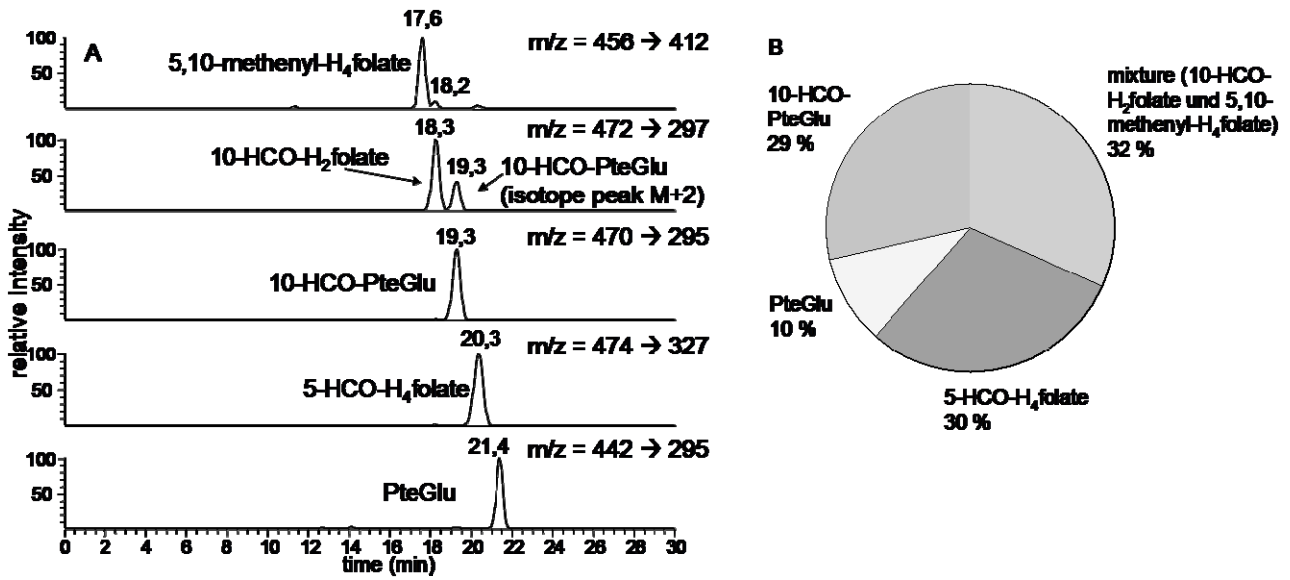 A
17,6
m/z = 456 → 412
5,10-methenyl-H₄folate
18,2
100
50
18,3
m/z = 472 → 297
10-HCO-H₂folate
19,3
10-HCO-PteGlu
(isotope peak M+2)
100
50
19,3
m/z = 470 → 295
10-HCO-PteGlu
100
50
20,3
m/z = 474 → 327
5-HCO-H₄folate
100
50
21,4
m/z = 442 → 295
PteGlu
100
50
relative intensity
0 2 4 6 8 10 12 14 16 18 20 22 24 26 28 30
time (min)
B
10-HCO-
PteGlu
29 %
mixture (10-HCO-
H₂folate und 5,10-
methenyl-H₄folate)
32 %
PteGlu
10 %
5-HCO-H₄folate
30 %